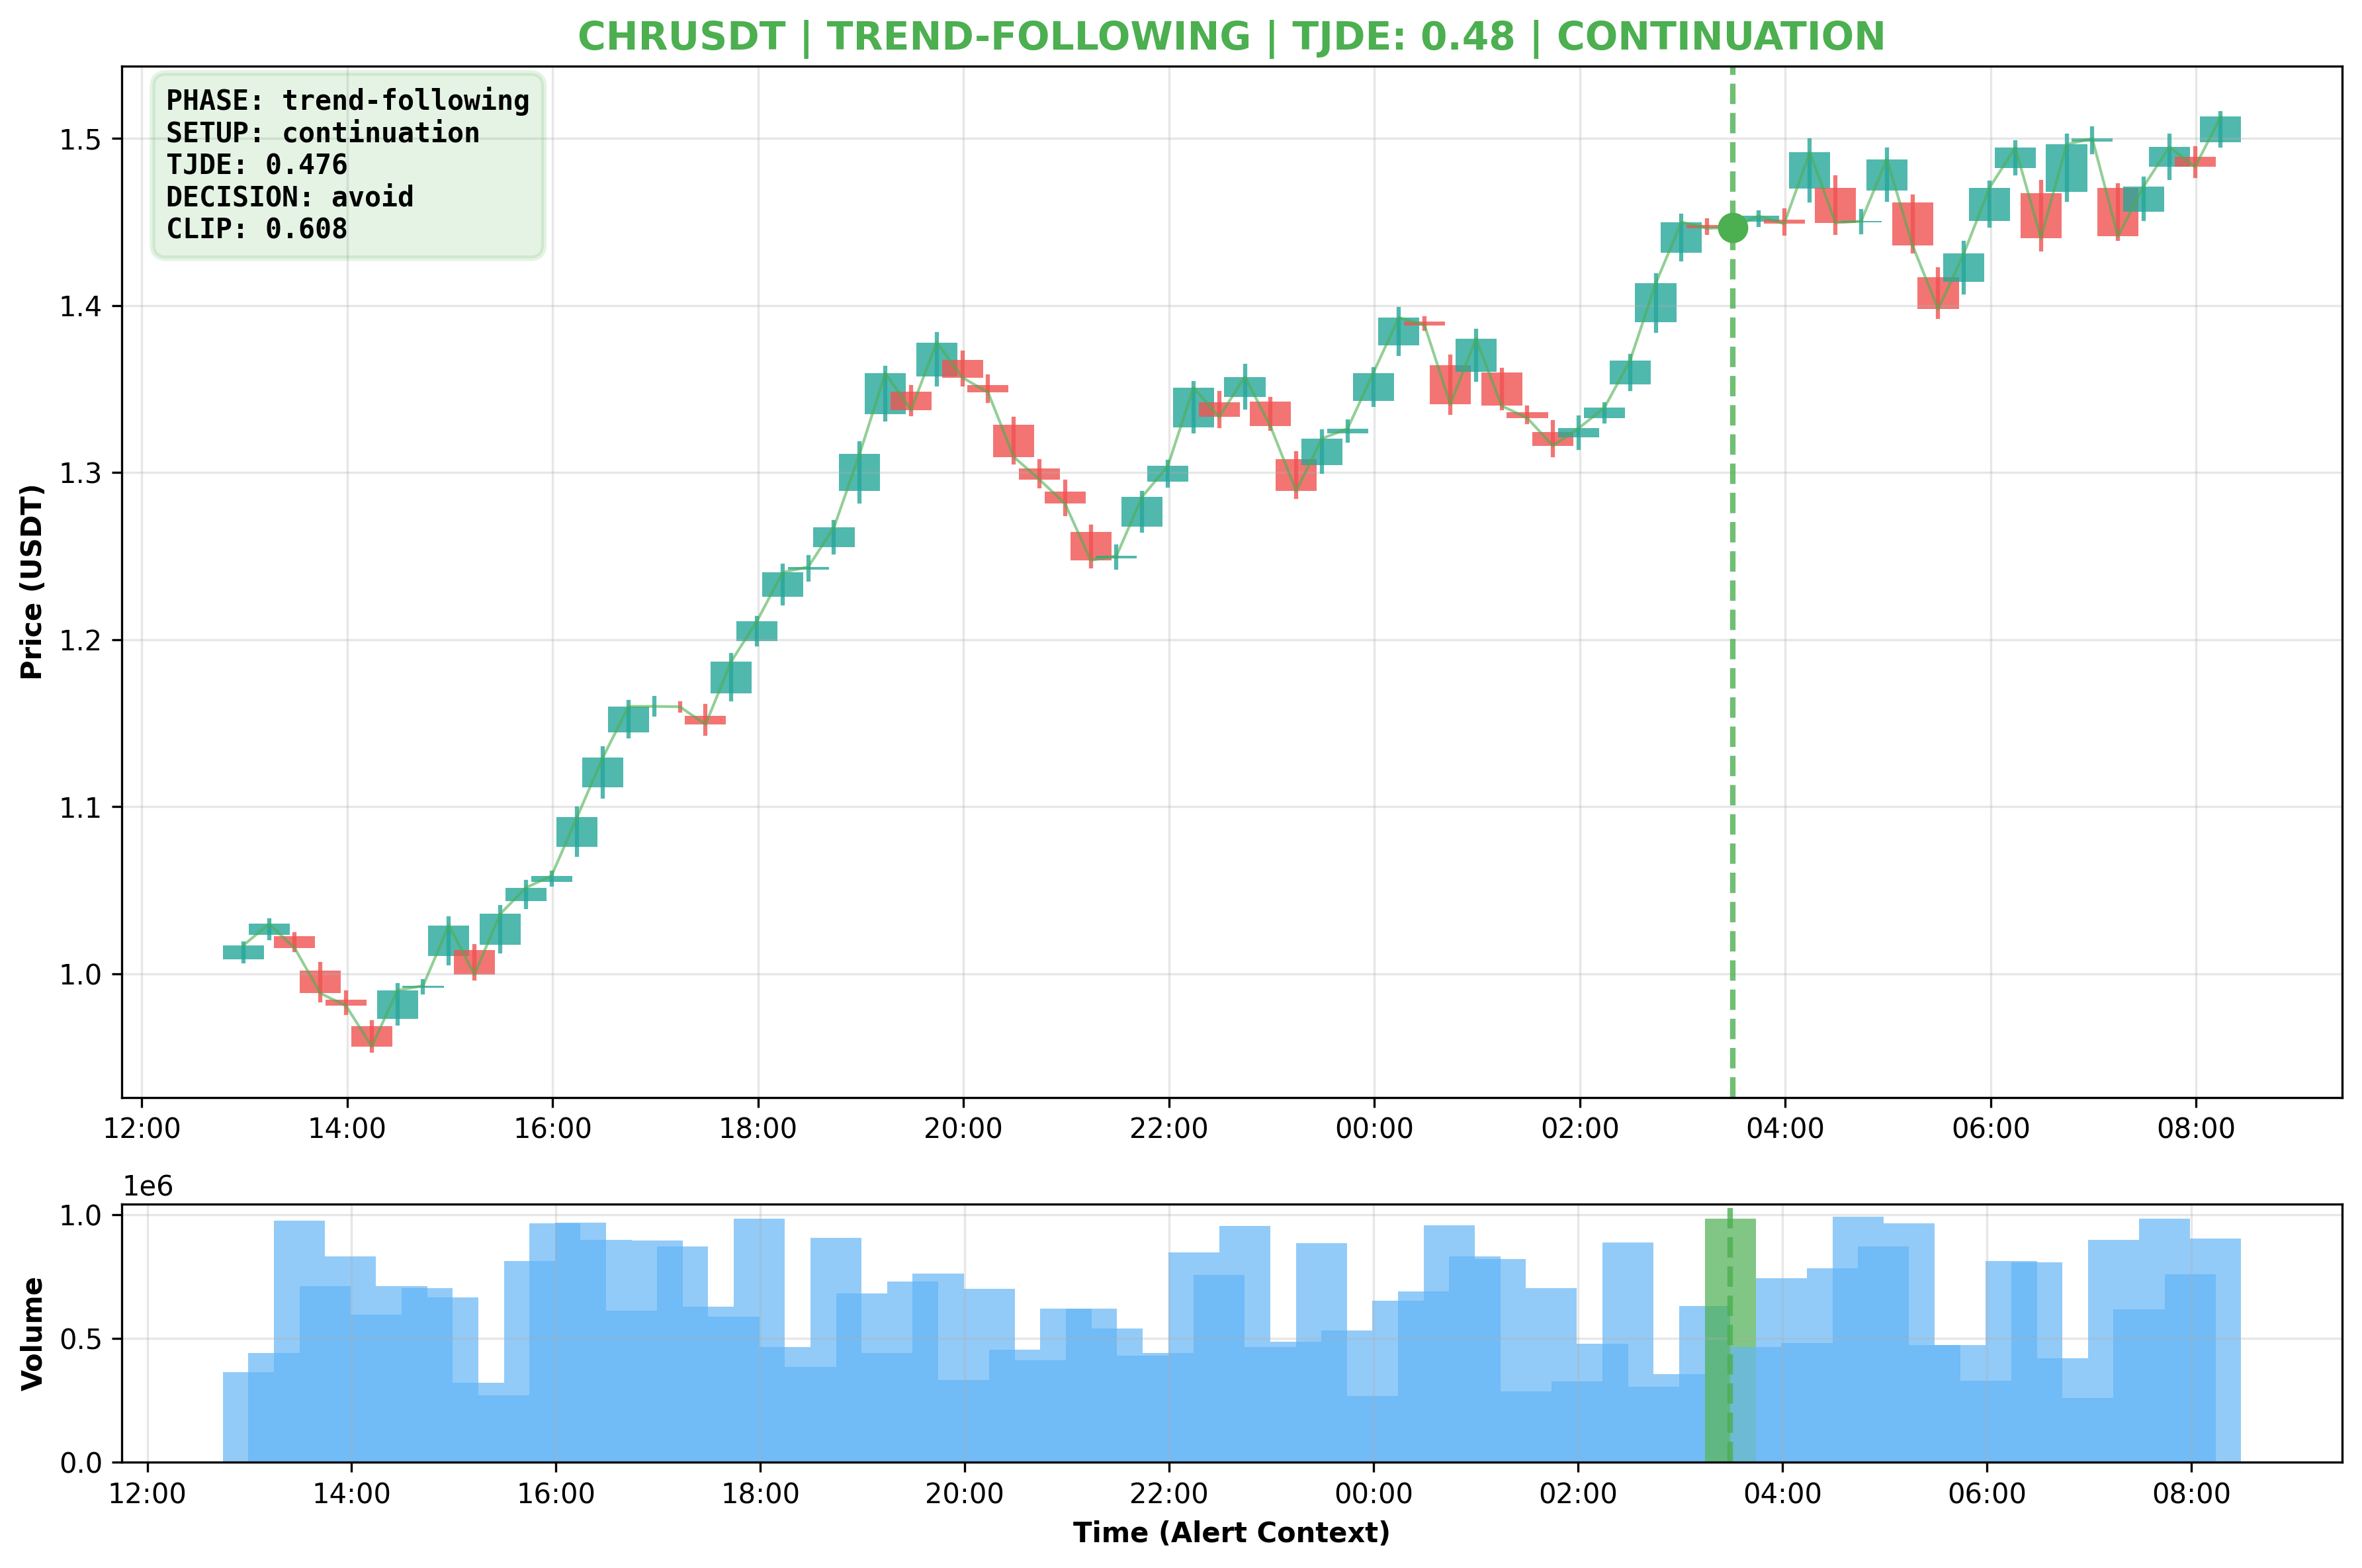 CHRUSDT | TREND-FOLLOWING | TJDE: 0.48 | CONTINUATION
PHASE: trend-following
SETUP: continuation
TJDE: 0.476
DECISION: avoid
CLIP: 0.608
Price (USDT)
1.5
1.4
1.3
1.2
1.1
1.0
12:00 14:00 16:00 18:00 20:00 22:00 00:00 02:00 04:00 06:00 08:00
1e6
Volume
1.0
0.5
0.0
12:00 14:00 16:00 18:00 20:00 22:00 00:00 02:00 04:00 06:00 08:00
Time (Alert Context)